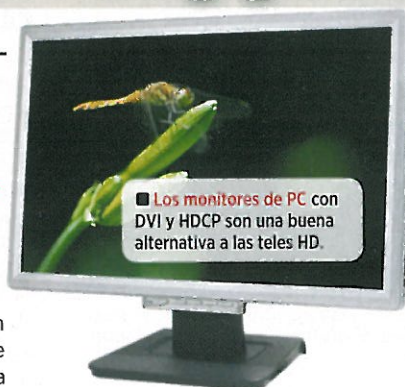 ■ Los monitores de PC con
DVI y HDCP son una buena
alternativa a las teles HD.
n
e
a